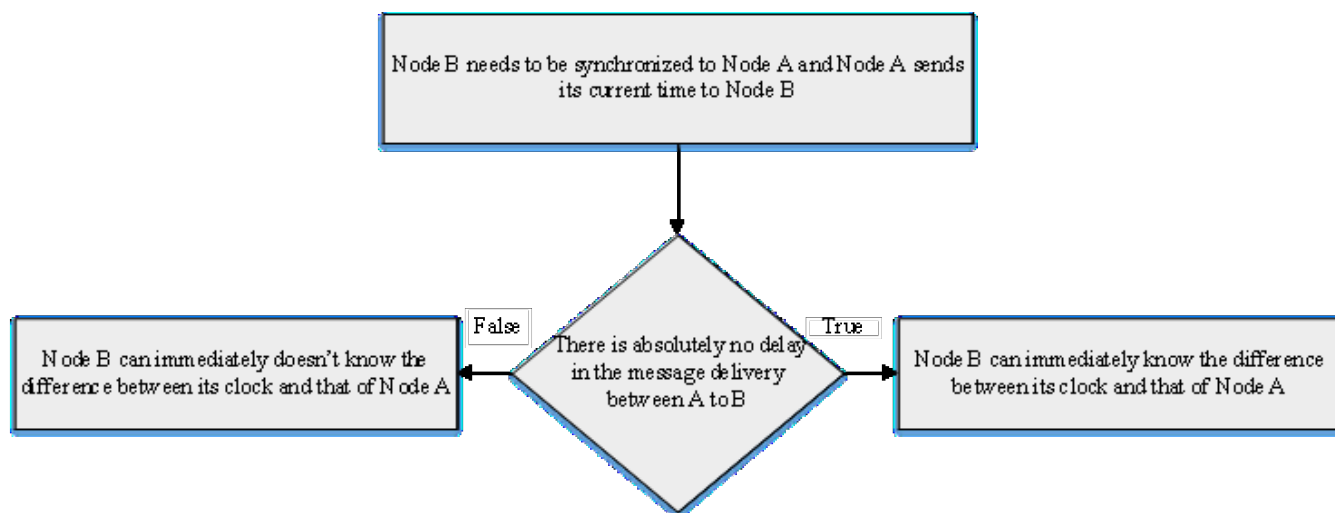 Node B needs to be synchronized to Node A and Node A sends
its current time to Node B
False
True
Node B can immediately doesn't know the
difference between its clock and that of Node A
There is absolutely no delay
in the message delivery
between A to B
Node B can immediately know the difference
between its clock and that of Node A